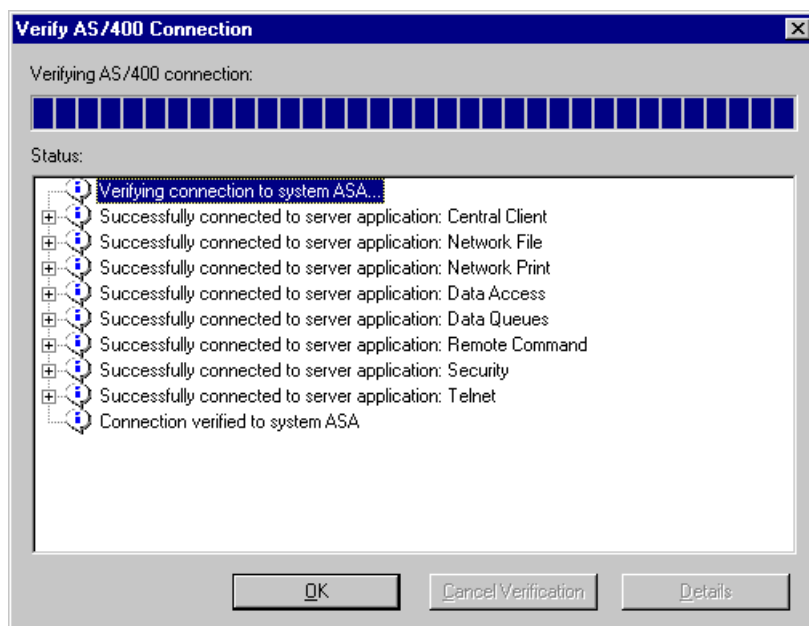 Verify AS/400 Connection
Verifying AS/400 connection:
Status:
Verifying connection to system ASA...
Successfully connected to server application: Central Client
Successfully connected to server application: Network File
Successfully connected to server application: Network Print
Successfully connected to server application: Data Access
Successfully connected to server application: Data Queues
Successfully connected to server application: Remote Command
Successfully connected to server application: Security
Successfully connected to server application: Telnet
Connection verified to system ASA
OK Cancel Verification Details